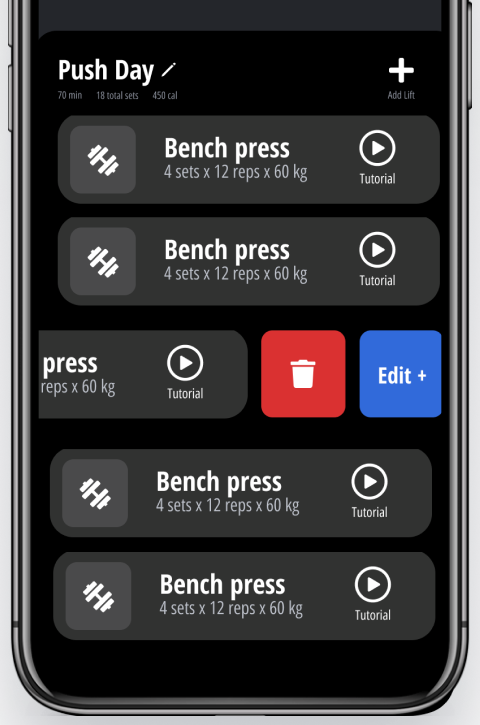 Push Day
70 min 18 total sets 450 cal
Add Lift
Bench press
4 sets x 12 reps x 60 kg
Tutorial
Bench press
4 sets x 12 reps x 60 kg
Tutorial
press
reps x 60 kg
Tutorial
Edit +
Bench press
4 sets x 12 reps x 60 kg
Tutorial
Bench press
4 sets x 12 reps x 60 kg
Tutorial